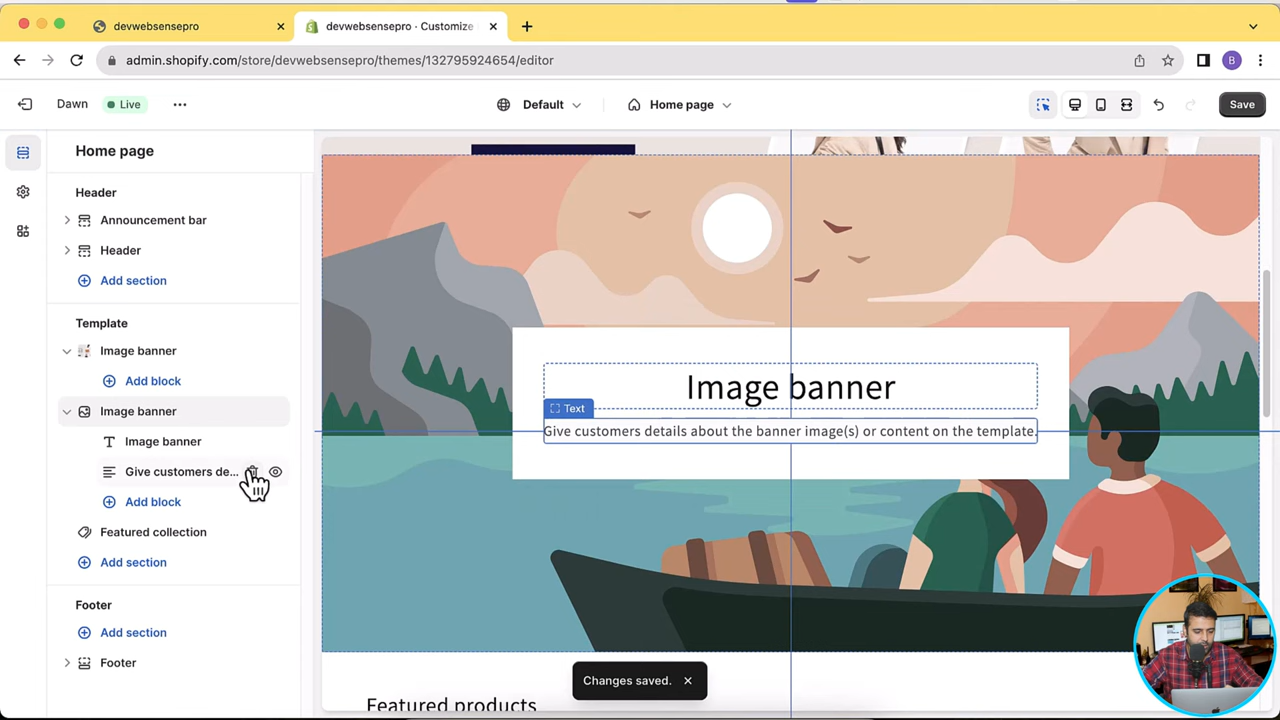 devwebsensepro
devwebsensepro · Customize
admin.shopify.com/store/devwebsensepro/themes/132795924654/editor
B
Dawn
Live
Default
Home page
Save
Home page
Header
Announcement bar
Header
Add section
Template
Image banner
Add block
Image banner
Image banner
Give customers de...
Add block
Featured collection
Add section
Footer
Add section
Footer
Image banner
Text
Give customers details about the banner image(s) or content on the template.
Changes saved.
Featured products